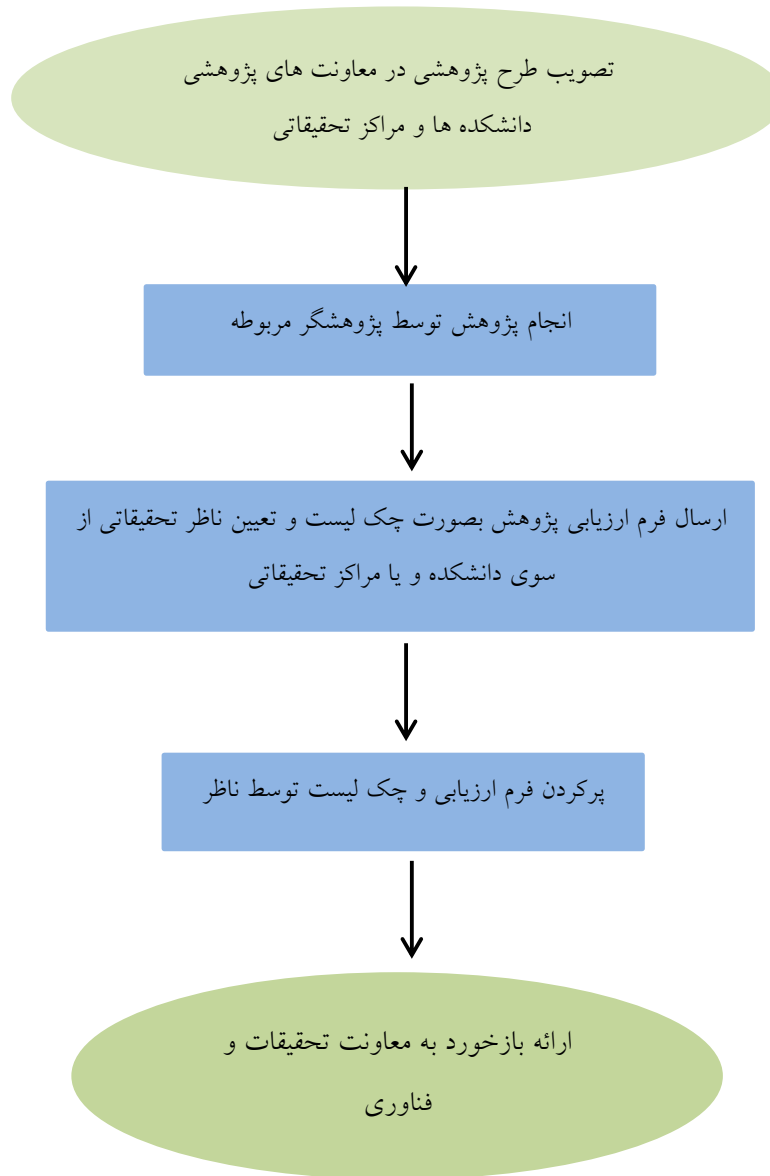 تصویب طرح پژوهشی در معاونت های پژوهشی
دانشکده ها و مراکز تحقیقاتی
انجام پژوهش توسط پژوهشگر مربوطه
ارسال فرم ارزیابی پژوهش بصورت چک لیست و تعیین ناظر تحقیقاتی از
سوی دانشکده و یا مراکز تحقیقاتی
پرکردن فرم ارزیابی و چک لیست توسط ناظر
ارائه بازخورد به معاونت تحقیقات و
فناوری